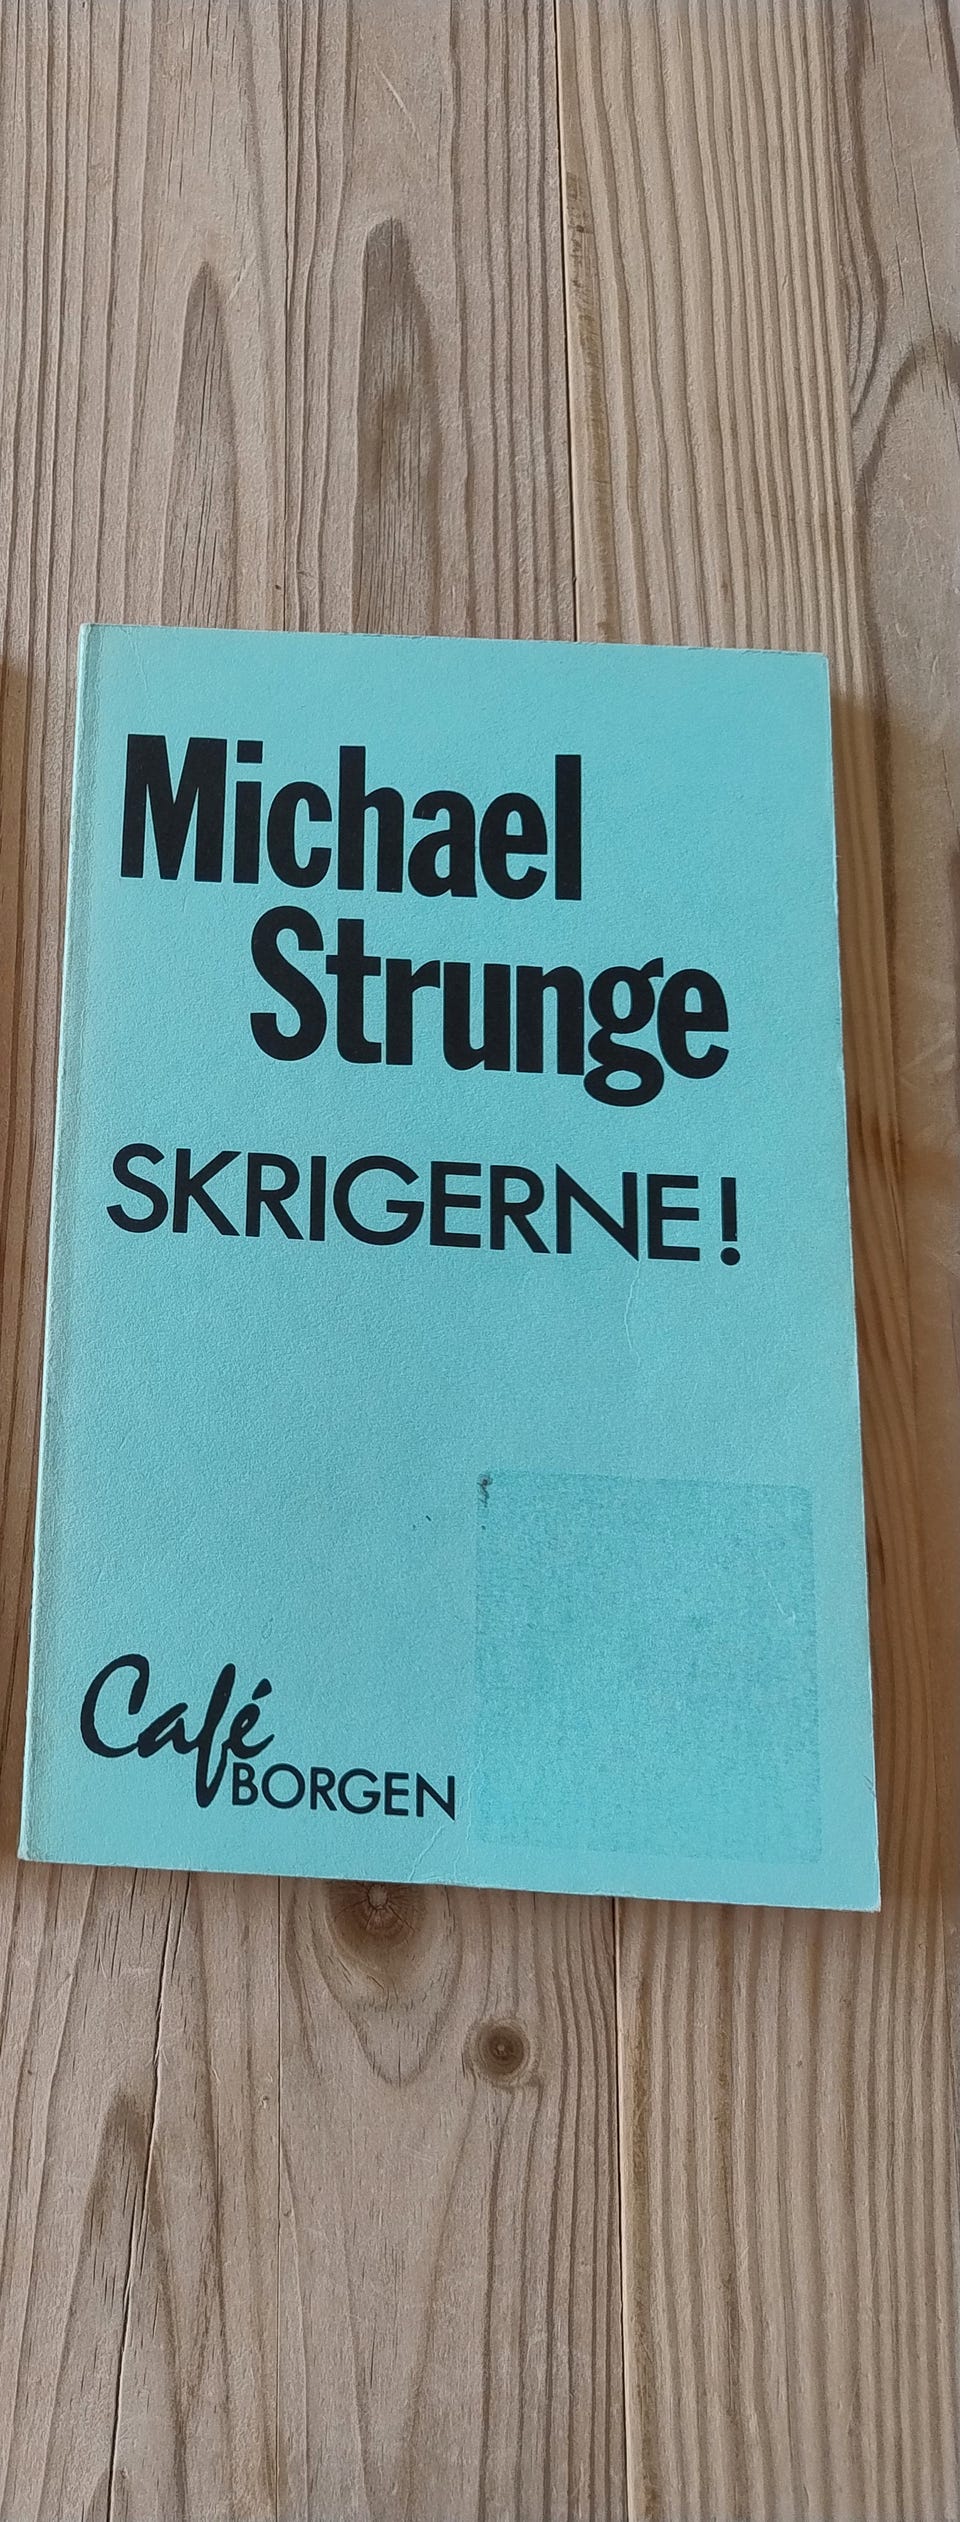 Michael
Strunge
SKRIGERNE!
Café
BORGEN